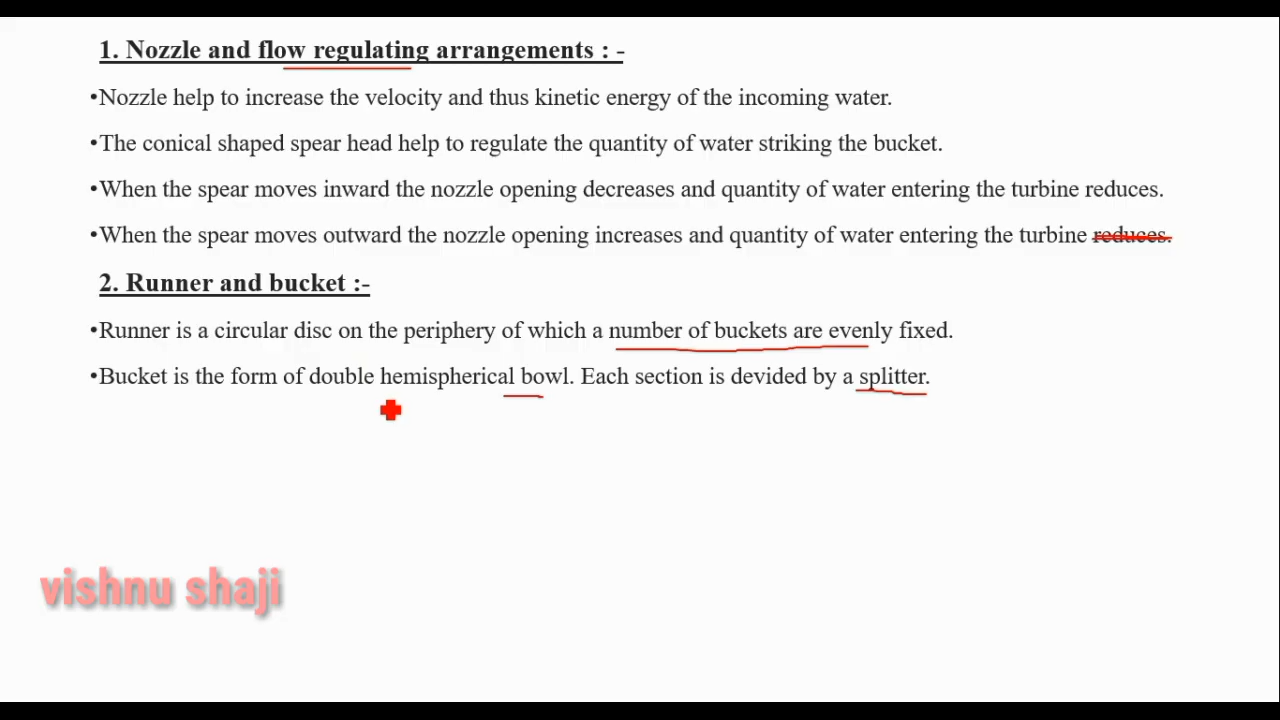 1. Nozzle and flow regulating arrangements : -
•Nozzle help to increase the velocity and thus kinetic energy of the incoming water.
•The conical shaped spear head help to regulate the quantity of water striking the bucket.
•When the spear moves inward the nozzle opening decreases and quantity of water entering the turbine reduces.
•When the spear moves outward the nozzle opening increases and quantity of water entering the turbine reduces.
2. Runner and bucket :-
•Runner is a circular disc on the periphery of which a number of buckets are evenly fixed.
•Bucket is the form of double hemispherical bowl. Each section is devided by a splitter.
vishnu shaji